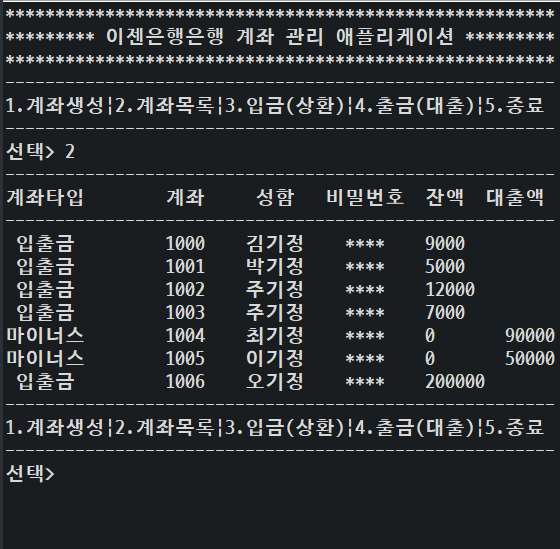 *******************************************************
********* 이젠은행은행 계좌 관리 애플리케이션 *********
*******************************************************
-------------------------------------------------------
1.계좌생성¦2.계좌목록¦3.입금(상환)¦4.출금(대출)¦5.종료
-------------------------------------------------------
선택> 2
-------------------------------------------------------
계좌타입 계좌 성함 비밀번호 잔액 대출액
-------------------------------------------------------
입출금 1000 김기정 **** 9000
입출금 1001 박기정 **** 5000
입출금 1002 주기정 **** 12000
입출금 1003 주기정 **** 7000
마이너스 1004 최기정 **** 0 90000
마이너스 1005 이기정 **** 0 50000
입출금 1006 오기정 **** 200000
-------------------------------------------------------
1.계좌생성¦2.계좌목록¦3.입금(상환)¦4.출금(대출)¦5.종료
-------------------------------------------------------
선택>